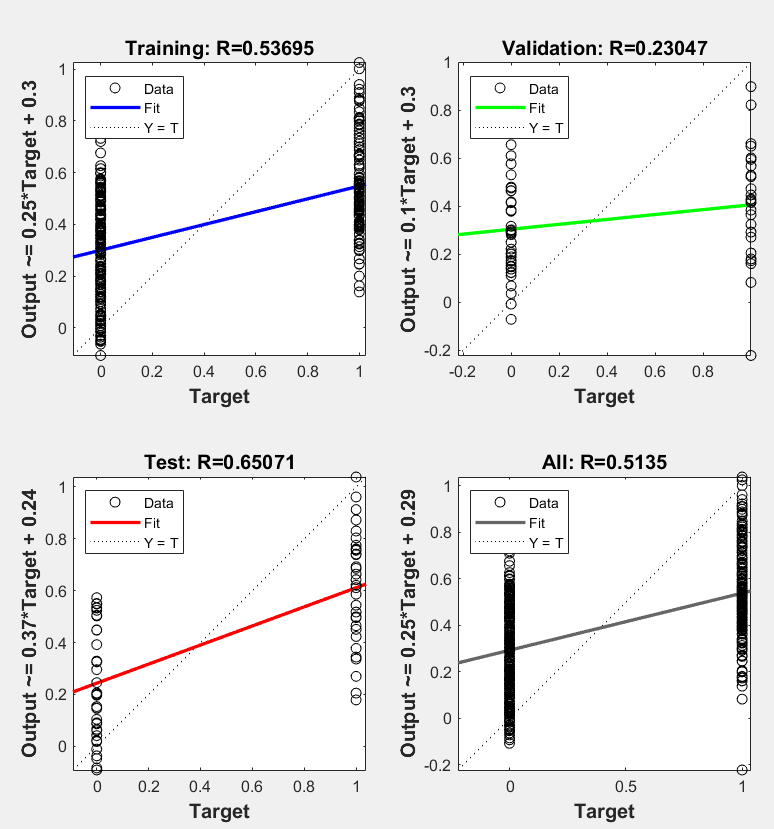 Training: R=0.53695
Data
Fit
Y = T
Output ~= 0.25*Target + 0.3
1
0.8
0.6
0.4
0.2
0
0 0.2 0.4 0.6 0.8 1
Target
Validation: R=0.23047
Data
Fit
Y = T
Output ~= 0.1*Target + 0.3
1
0.8
0.6
0.4
0.2
0
-0.2
-0.2 0 0.2 0.4 0.6 0.8
Target
Test: R=0.65071
Data
Fit
Y = T
Output ~= 0.37*Target + 0.24
1
0.8
0.6
0.4
0.2
0
0 0.2 0.4 0.6 0.8 1
Target
All: R=0.5135
Data
Fit
Y = T
Output ~= 0.25*Target + 0.29
1
0.8
0.6
0.4
0.2
0
-0.2
0 0.5 1
Target